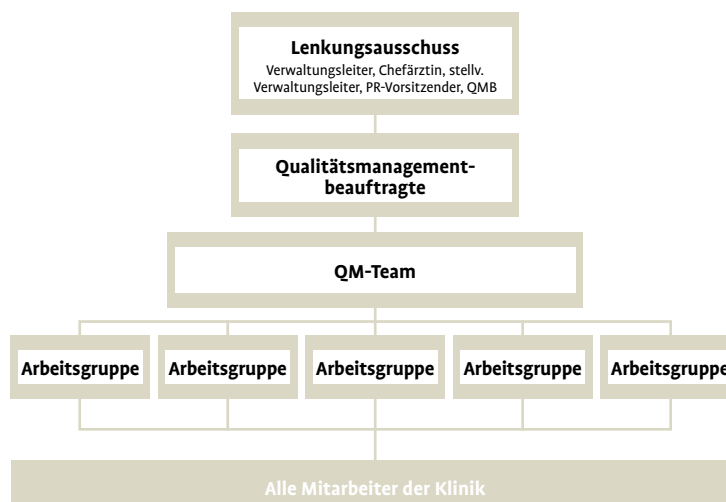 Lenkungsausschuss
Verwaltungsleiter, Chefärztin, stellv.
Verwaltungsleiter, PR-Vorsitzender, QMB
Qualitätsmanagement-
beauftragte
QM-Team
Arbeitsgruppe Arbeitsgruppe Arbeitsgruppe Arbeitsgruppe Arbeitsgruppe
Alle Mitarbeiter der Klinik